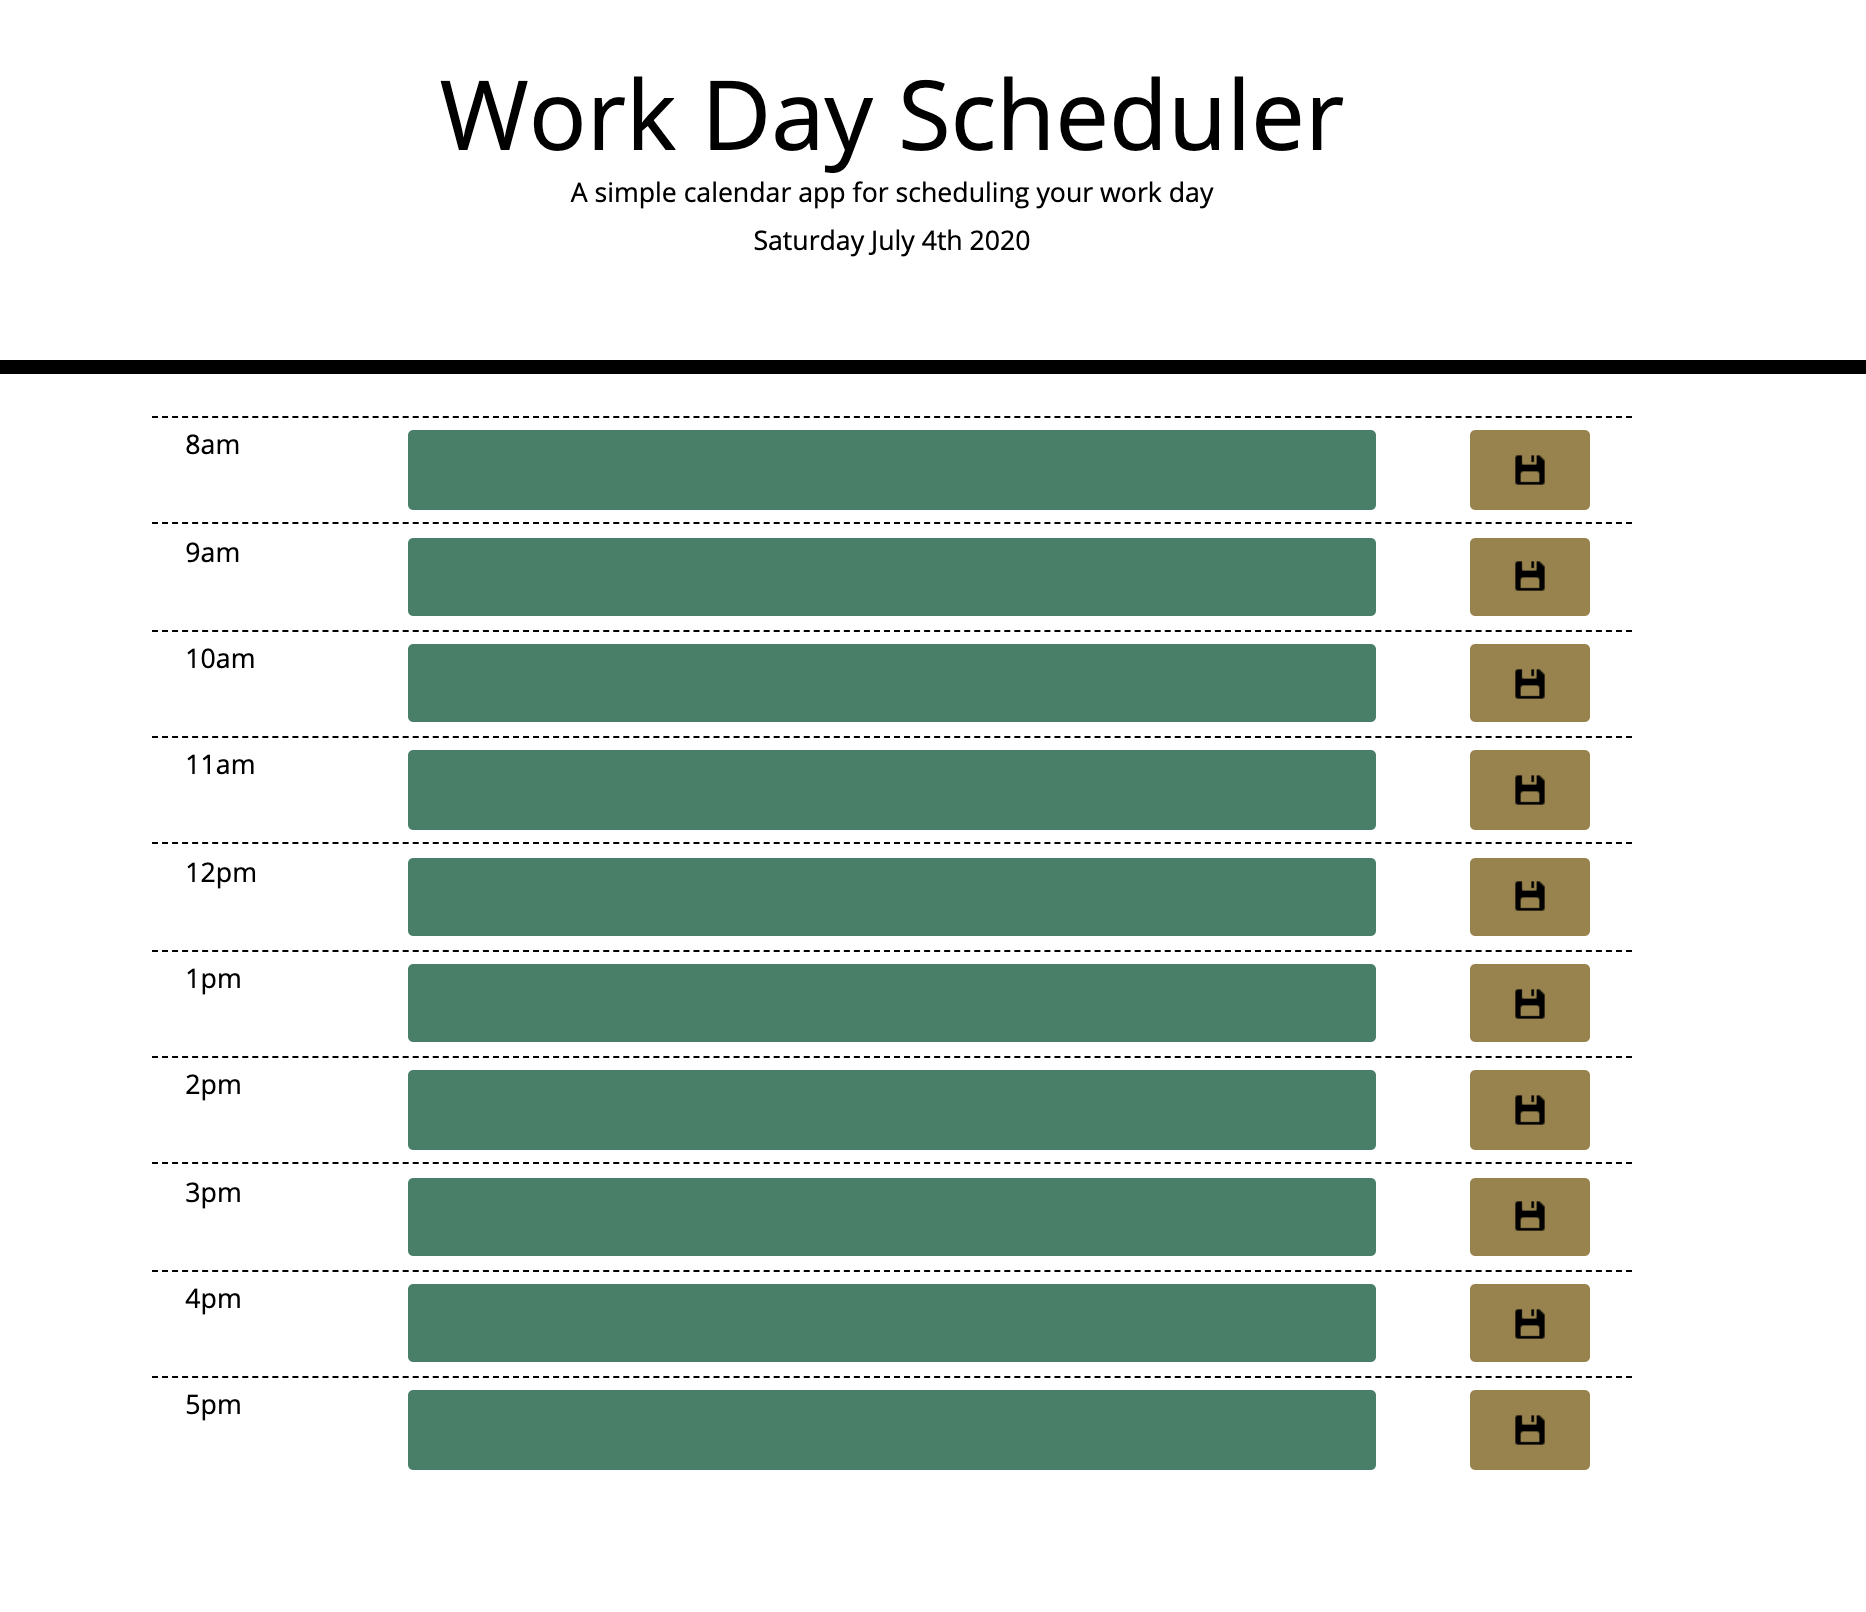 Work Day Scheduler
A simple calendar app for scheduling your work day
Saturday July 4th 2020
8am
9am
10am
11am
12pm
1pm
2pm
3pm
4pm
5pm